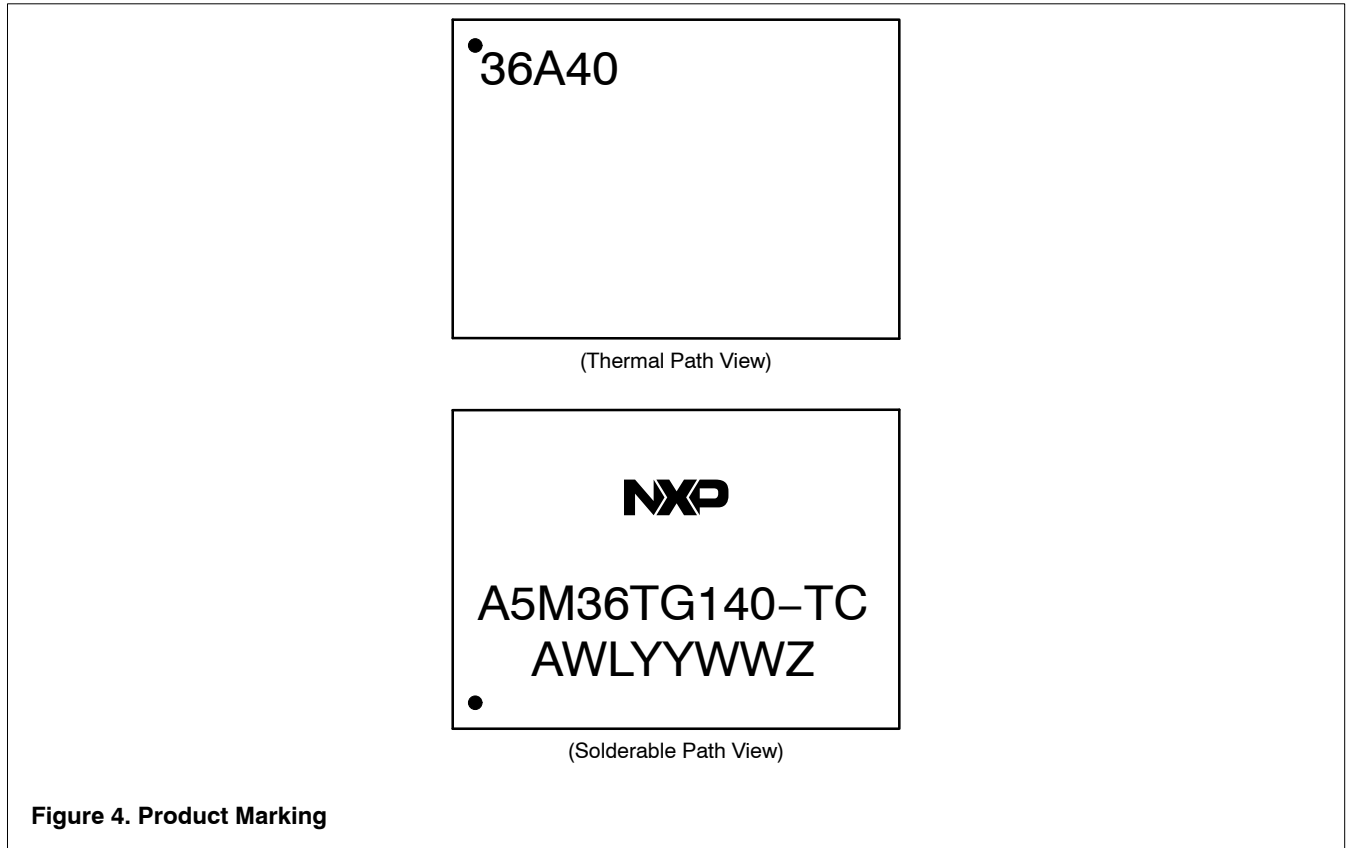 36A40
(Thermal Path View)
NXP
A5M36TG140–TC
AWLYYWWZ
(Solderable Path View)
Figure 4. Product Marking